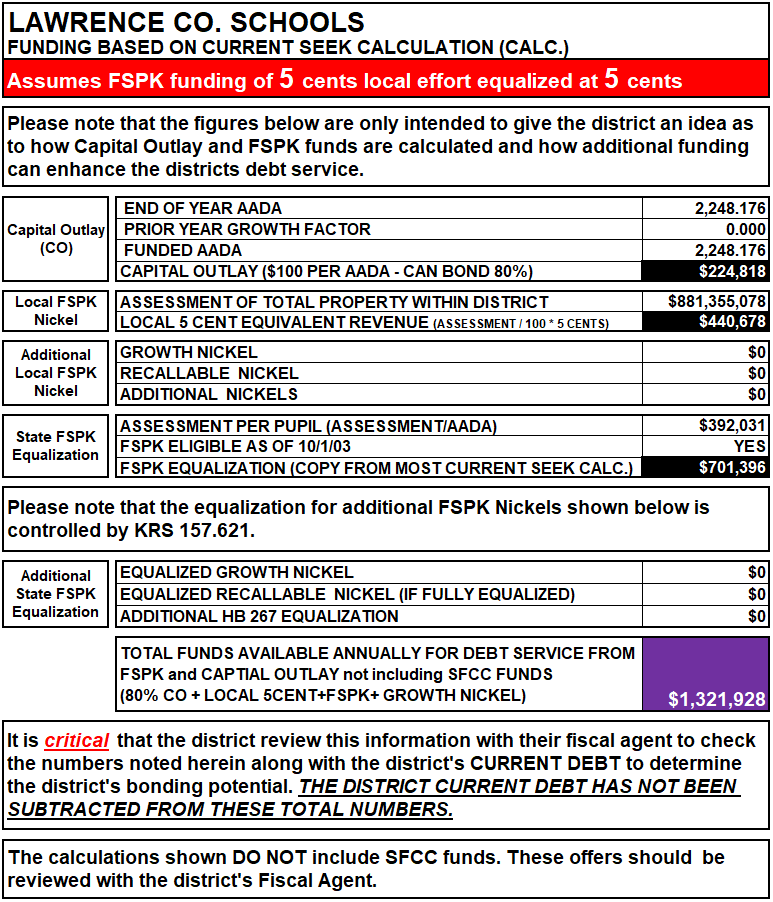 LAWRENCE CO. SCHOOLS
FUNDING BASED ON CURRENT SEEK CALCULATION (CALC.)
Assumes FSPK funding of 5 cents local effort equalized at 5 cents
Please note that the figures below are only intended to give the district an idea as
to how Capital Outlay and FSPK funds are calculated and how additional funding
can enhance the districts debt service.
Capital Outlay
(CO)
END OF YEAR AADA 2,248.176
PRIOR YEAR GROWTH FACTOR 0.000
FUNDED AADA 2,248.176
CAPITAL OUTLAY ($100 PER AADA - CAN BOND 80%) $224,818
Local FSPK
Nickel
ASSESSMENT OF TOTAL PROPERTY WITHIN DISTRICT $881,355,078
LOCAL 5 CENT EQUIVALENT REVENUE (ASSESSMENT / 100 * 5 CENTS) $440,678
Additional
Local FSPK
Nickel
GROWTH NICKEL $0
RECALLABLE NICKEL $0
ADDITIONAL NICKELS $0
State FSPK
Equalization
ASSESSMENT PER PUPIL (ASSESSMENT/AADA) $392,031
FSPK ELIGIBLE AS OF 10/1/03 YES
FSPK EQUALIZATION (COPY FROM MOST CURRENT SEEK CALC.) $701,396
Please note that the equalization for additional FSPK Nickels shown below is
controlled by KRS 157.621.
Additional
State FSPK
Equalization
EQUALIZED GROWTH NICKEL $0
EQUALIZED RECALLABLE NICKEL (IF FULLY EQUALIZED) $0
ADDITIONAL HB 267 EQUALIZATION $0
TOTAL FUNDS AVAILABLE ANNUALLY FOR DEBT SERVICE FROM
FSPK and CAPTIAL OUTLAY not including SFCC FUNDS
(80% CO + LOCAL 5CENT+FSPK+ GROWTH NICKEL) $1,321,928
It is critical that the district review this information with their fiscal agent to check
the numbers noted herein along with the district's CURRENT DEBT to determine
the district's bonding potential. THE DISTRICT CURRENT DEBT HAS NOT BEEN
SUBTRACTED FROM THESE TOTAL NUMBERS.
The calculations shown DO NOT include SFCC funds. These offers should be
reviewed with the district's Fiscal Agent.